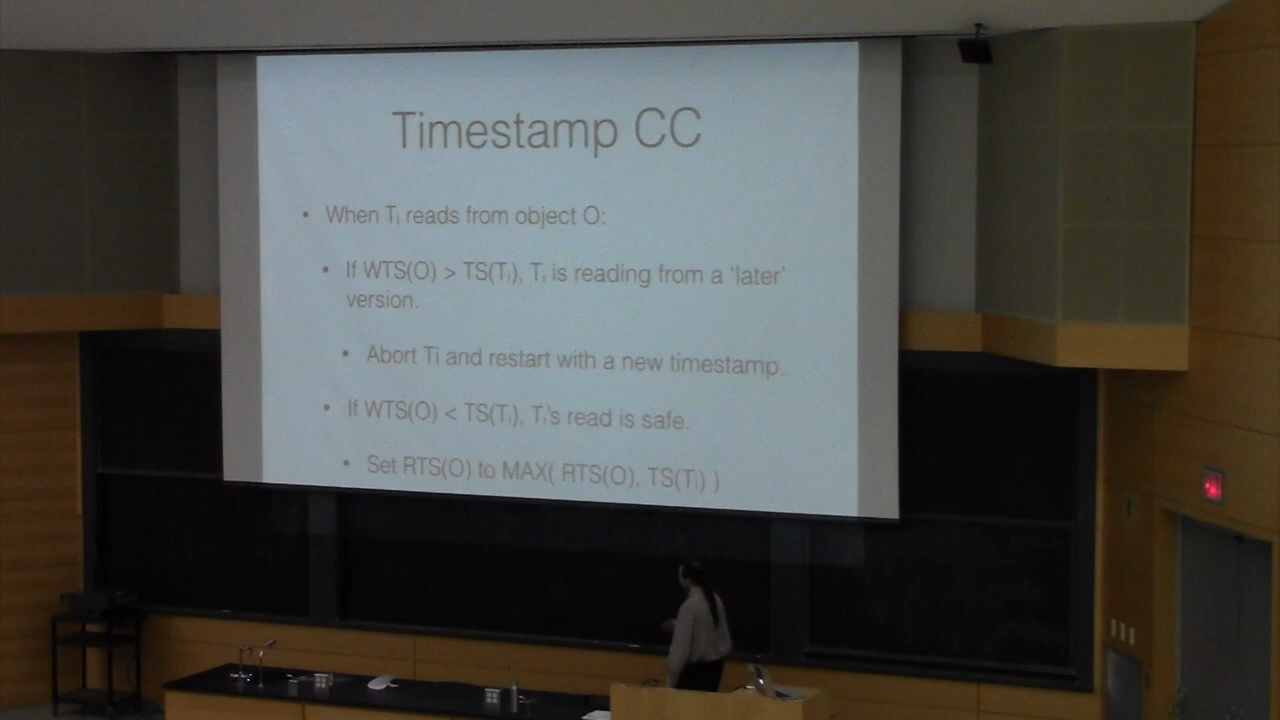 Timestamp CC
• When Ti reads from object O:
• If WTS(O) > TS(Ti), Ti is reading from a 'later'
version.
• Abort Ti and restart with a new timestamp.
• If WTS(O) < TS(Ti), Ti's read is safe.
• Set RTS(O) to MAX( RTS(O), TS(Ti) )